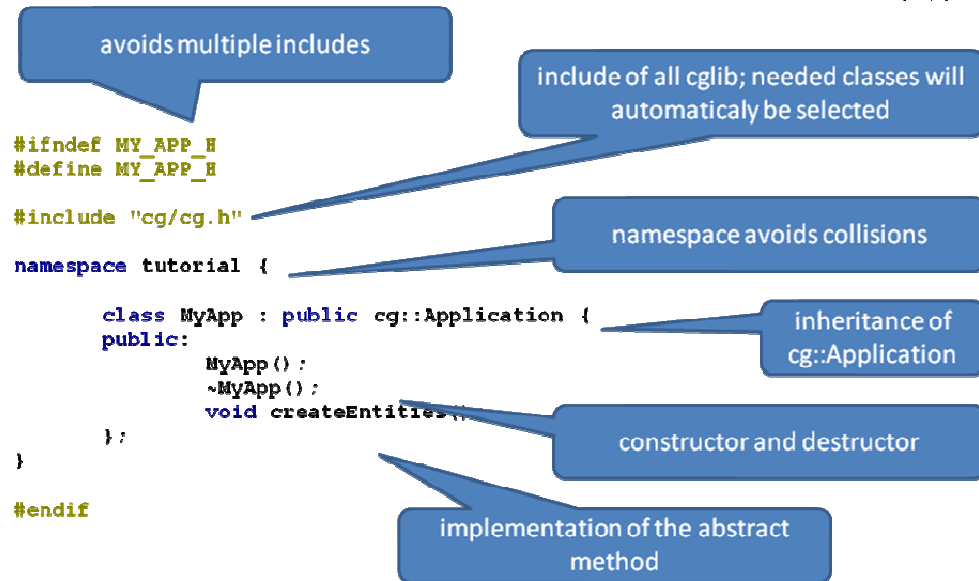 avoids multiple includes
include of all cglib; needed classes will
automaticaly be selected
#ifndef MY_APP_H
#define MY_APP_H
#include "cg/cg.h"
namespace avoids collisions
namespace tutorial {
class MyApp : public cg::Application {
inheritance of
cg::Application
public:
MyApp();
~MyApp();
void createEntities()
constructor and destructor
};
}
#endif
implementation of the abstract
method